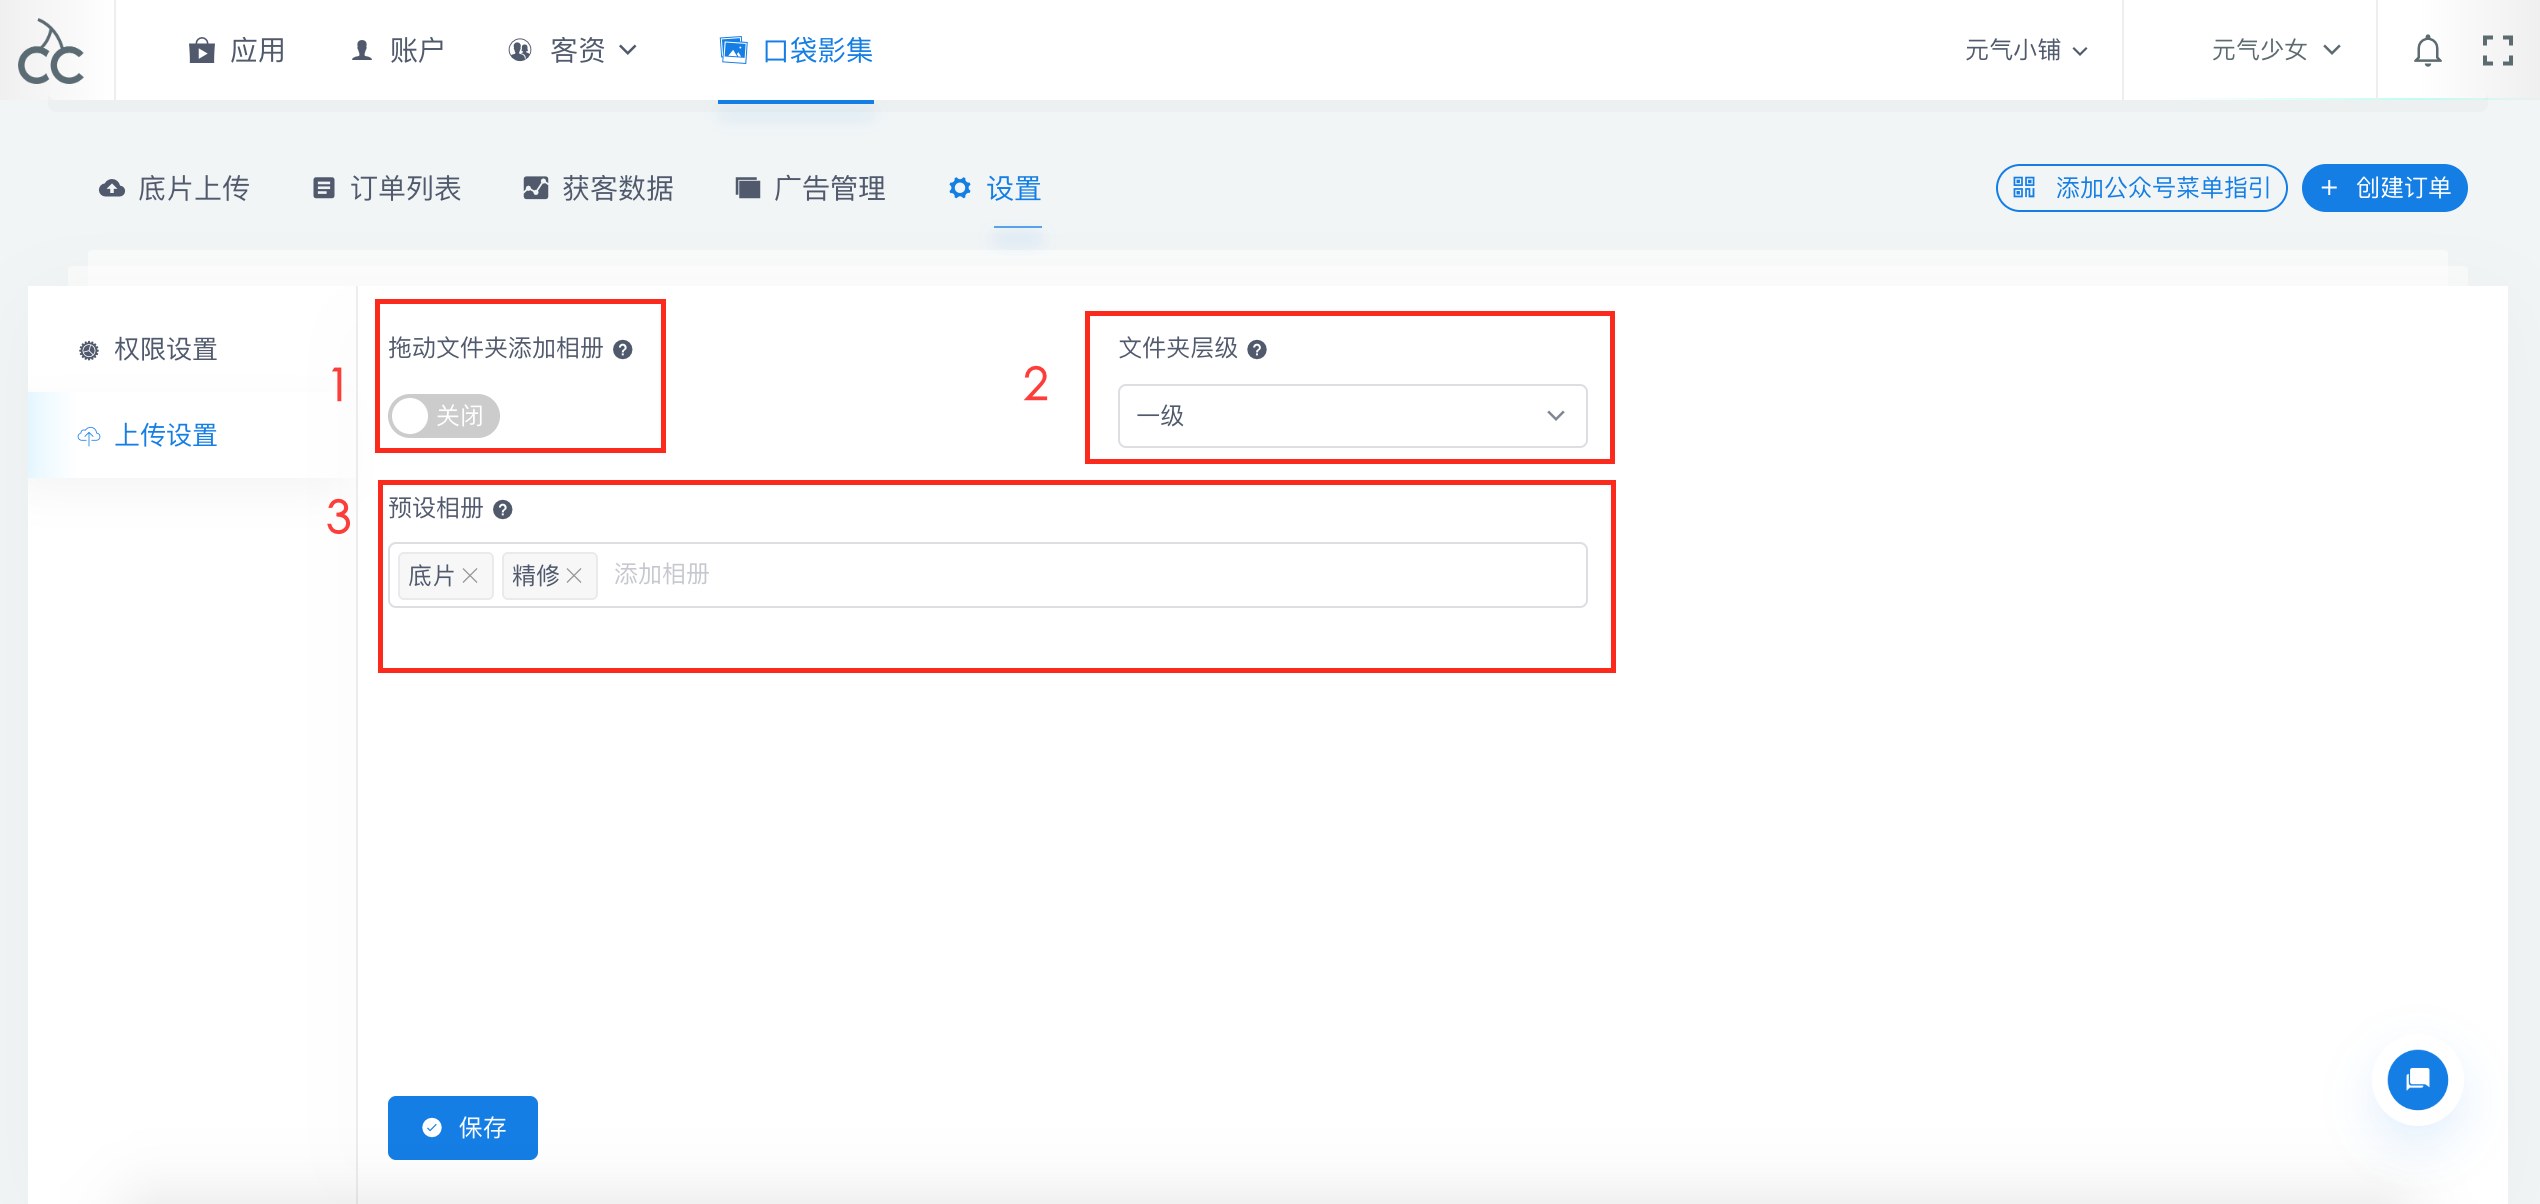 CC 应用 账户 客资 口袋影集 元气小铺 元气少女
底片上传 订单列表 获客数据 广告管理 设置 添加公众号菜单指引 + 创建订单
权限设置
上传设置
1
拖动文件夹添加相册 ?
关闭
2
文件夹层级 ?
一级
3
预设相册 ?
底片 × 精修 × 添加相册
保存